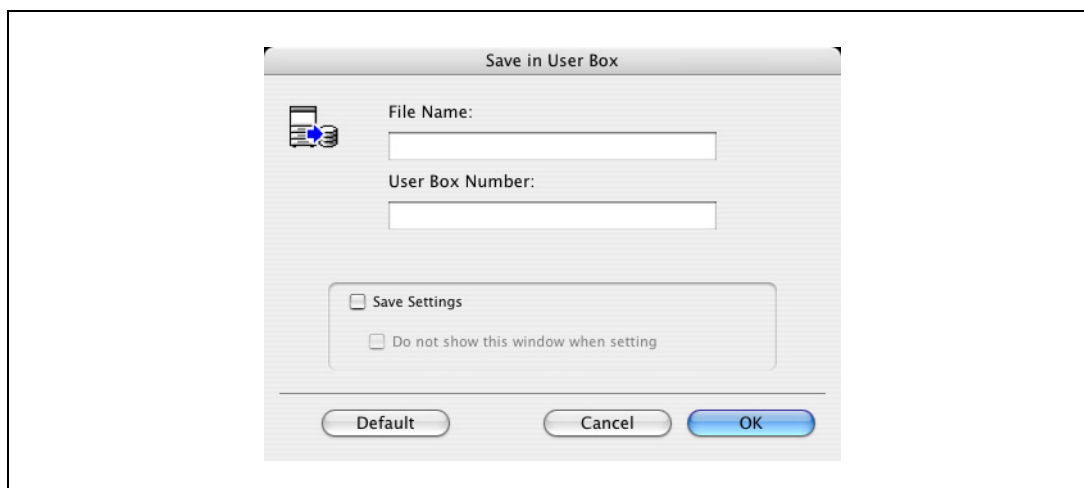 Save in User Box
File Name:
User Box Number:
Save Settings
Do not show this window when setting
Default
Cancel
OK